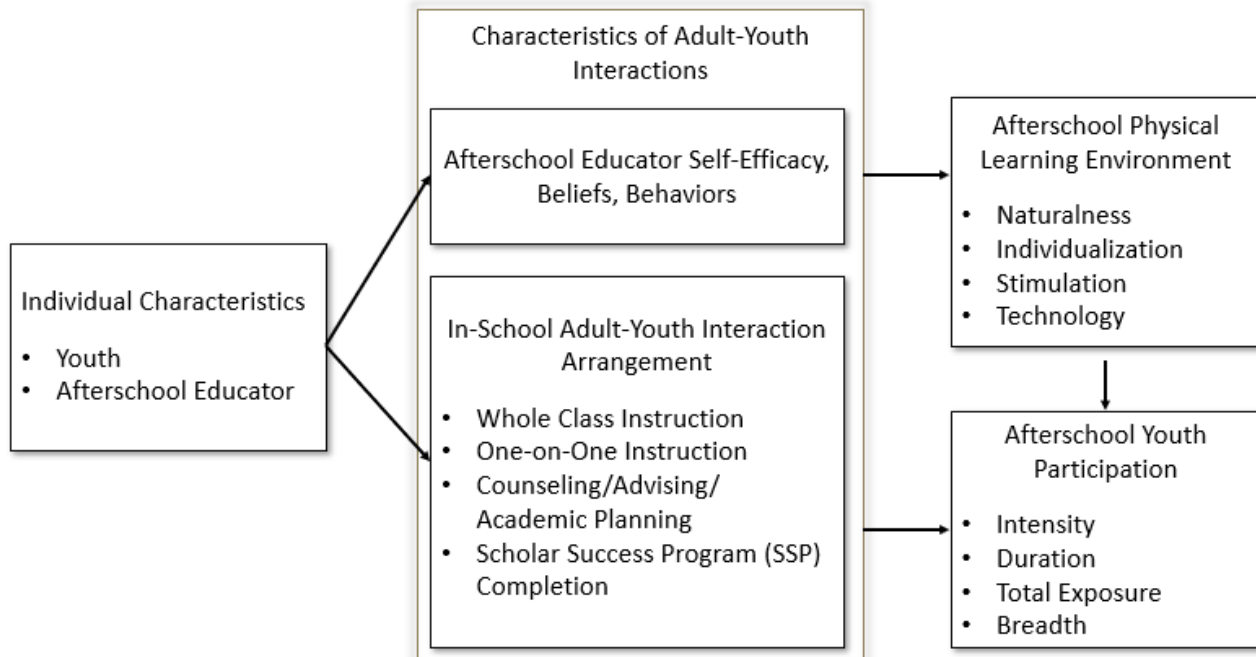 Characteristics of Adult-Youth
Interactions
Afterschool Educator Self-Efficacy,
Beliefs, Behaviors
Afterschool Physical
Learning Environment
• Naturalness
• Individualization
• Stimulation
• Technology
Individual Characteristics
• Youth
• Afterschool Educator
In-School Adult-Youth Interaction
Arrangement
• Whole Class Instruction
• One-on-One Instruction
• Counseling/Advising/
Academic Planning
• Scholar Success Program (SSP)
Completion
Afterschool Youth
Participation
• Intensity
• Duration
• Total Exposure
• Breadth